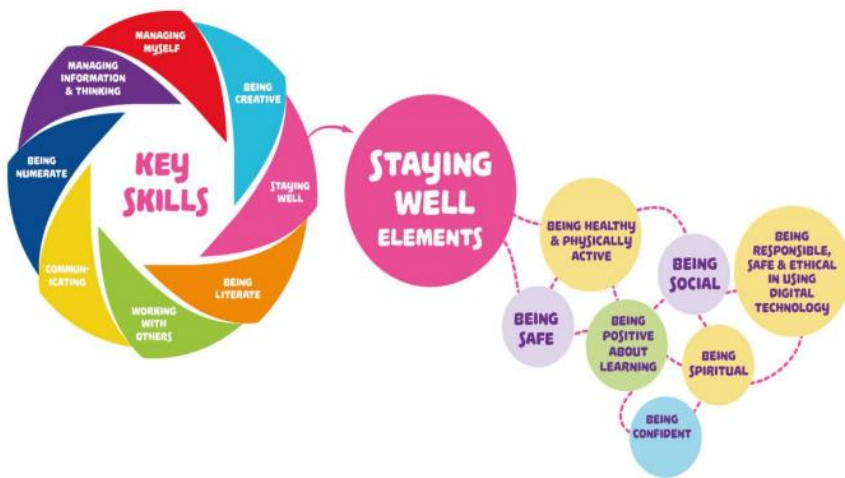 KEY
SKILLS
MANAGING
MYSELF
BEING
CREATIVE
STAYING
WELL
BEING
LITERATE
WORKING
WITH
OTHERS
COMMUN-
ICATING
BEING
NUMERATE
MANAGING
INFORMATION
& THINKING
STAYING
WELL
ELEMENTS
BEING HEALTHY
& PHYSICALLY
ACTIVE
BEING
SAFE
BEING
POSITIVE
ABOUT
LEARNING
BEING
SOCIAL
BEING
RESPONSIBLE,
SAFE & ETHICAL
IN USING
DIGITAL
TECHNOLOGY
BEING
SPIRITUAL
BEING
CONFIDENT